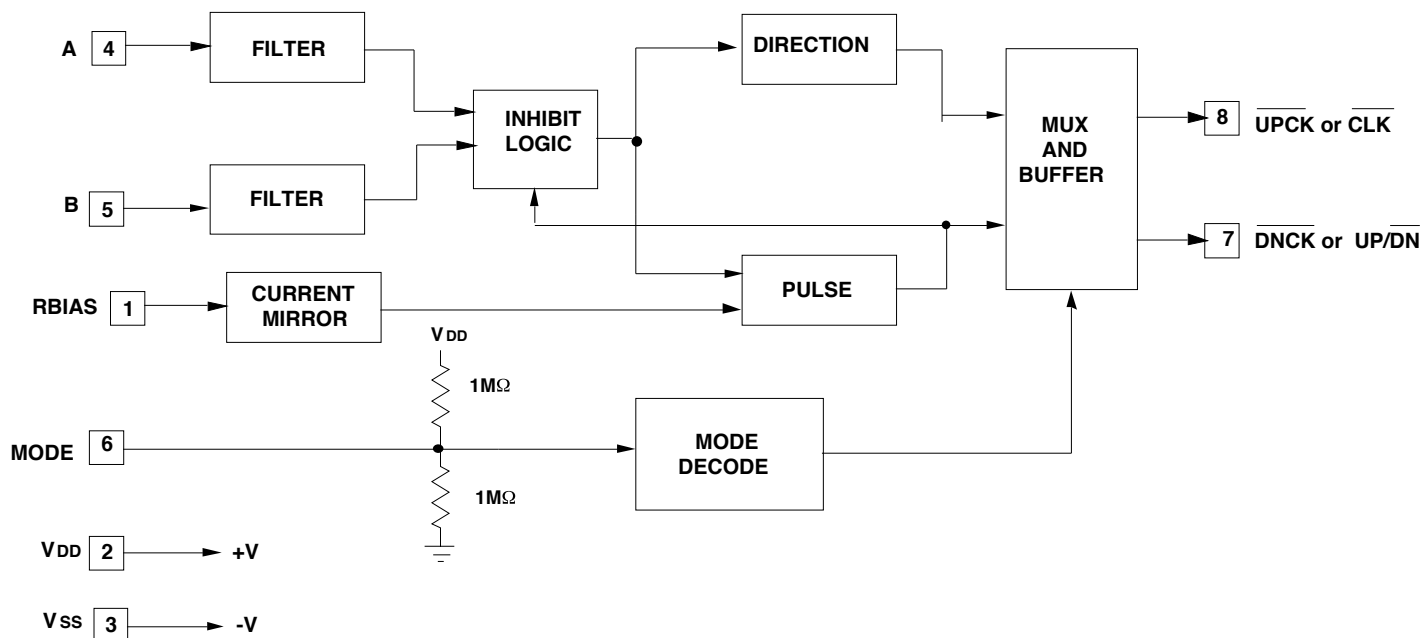 A 4
FILTER
DIRECTION
INHIBIT
LOGIC
MUX
AND
BUFFER
8 UPCK or CLK
B 5
FILTER
7 DNCK or UP/DN
RBIAS 1
CURRENT
MIRROR
PULSE
VDD
1MΩ
MODE 6
MODE
DECODE
1MΩ
VDD 2 +V
VSS 3 -V